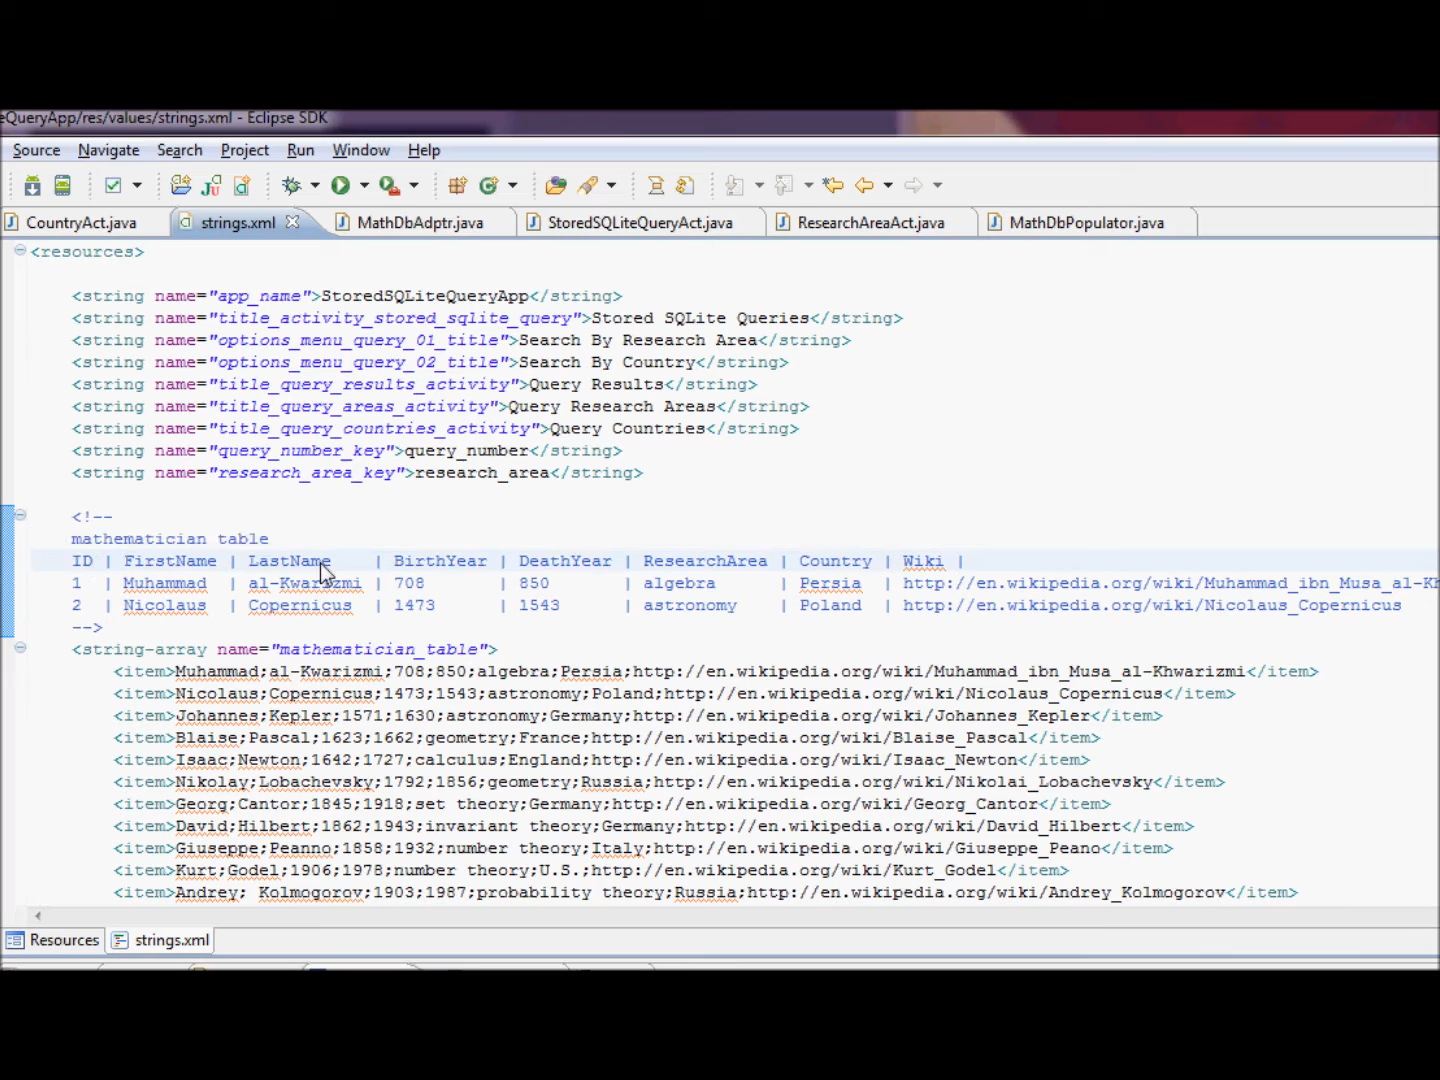 eQueryApp/res/values/strings.xml - Eclipse SDK
Source Navigate Search Project Run Window Help
CountryAct.java strings.xml MathDbAdptr.java StoredSQLiteQueryAct.java ResearchAreaAct.java MathDbPopulator.java
<resources>
<string name="app_name">StoredSQLiteQueryApp</string>
<string name="title_activity_stored_sqlite_query">Stored SQLite Queries</string>
<string name="options_menu_query_01_title">Search By Research Area</string>
<string name="options_menu_query_02_title">Search By Country</string>
<string name="title_query_results_activity">Query Results</string>
<string name="title_query_areas_activity">Query Research Areas</string>
<string name="title_query_countries_activity">Query Countries</string>
<string name="query_number_key">query_number</string>
<string name="research_area_key">research_area</string>
<!--
mathematician table
ID | FirstName | LastName | BirthYear | DeathYear | ResearchArea | Country | Wiki |
1 | Muhammad | al-Kwarizmi | 708 | 850 | algebra | Persia | http://en.wikipedia.org/wiki/Muhammad_ibn_Musa_al-Kh
2 | Nicolaus | Copernicus | 1473 | 1543 | astronomy | Poland | http://en.wikipedia.org/wiki/Nicolaus_Copernicus
-->
<string-array name="mathematician_table">
<item>Muhammad;al-Kwarizmi;708;850;algebra;Persia;http://en.wikipedia.org/wiki/Muhammad_ibn_Musa_al-Khwarizmi</item>
<item>Nicolaus;Copernicus;1473;1543;astronomy;Poland;http://en.wikipedia.org/wiki/Nicolaus_Copernicus</item>
<item>Johannes;Kepler;1571;1630;astronomy;Germany;http://en.wikipedia.org/wiki/Johannes_Kepler</item>
<item>Blaise;Pascal;1623;1662;geometry;France;http://en.wikipedia.org/wiki/Blaise_Pascal</item>
<item>Isaac;Newton;1642;1727;calculus;England;http://en.wikipedia.org/wiki/Isaac_Newton</item>
<item>Nikolay;Lobachevsky;1792;1856;geometry;Russia;http://en.wikipedia.org/wiki/Nikolai_Lobachevsky</item>
<item>Georg;Cantor;1845;1918;set theory;Germany;http://en.wikipedia.org/wiki/Georg_Cantor</item>
<item>David;Hilbert;1862;1943;invariant theory;Germany;http://en.wikipedia.org/wiki/David_Hilbert</item>
<item>Giuseppe;Peanno;1858;1932;number theory;Italy;http://en.wikipedia.org/wiki/Giuseppe_Peano</item>
<item>Kurt;Godel;1906;1978;number theory;U.S.;http://en.wikipedia.org/wiki/Kurt_Godel</item>
<item>Andrey; Kolmogorov;1903;1987;probability theory;Russia;http://en.wikipedia.org/wiki/Andrey_Kolmogorov</item>
Resources strings.xml